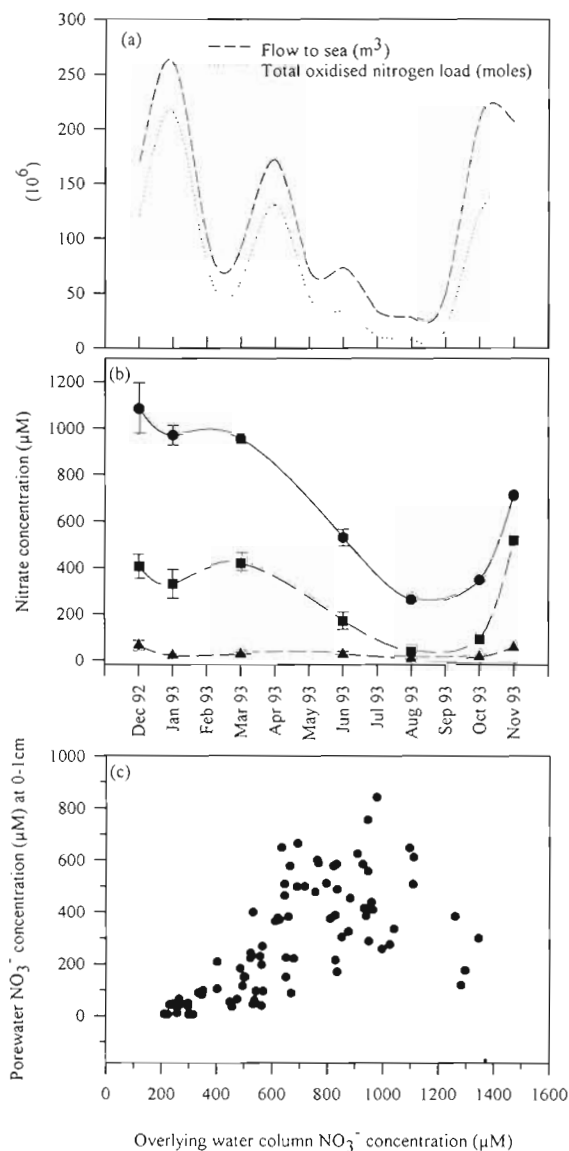 300
(a)
Flow to sea (m³)
Total oxidised nitrogen load (moles)
250
200
150
100
50
0
(10⁶)
(b)
1200
1000
800
600
400
200
0
Nitrate concentration (µM)
Dec 92
Jan 93
Feb 93
Mar 93
Apr 93
May 93
Jun 93
Jul 93
Aug 93
Sep 93
Oct 93
Nov 93
1000
(c)
800
600
400
200
0
Porewater NO₃⁻ concentration (µM) at 0-1cm
0 200 400 600 800 1000 1200 1400 1600
Overlying water column NO₃⁻ concentration (µM)